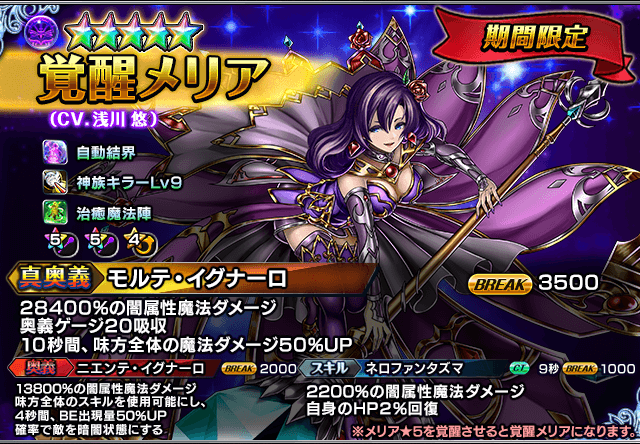 期間限定
覚醒メリア
(CV.浅川 悠)
自動結界
神族キラーLv9
治癒魔法陣
5 5 4
真奥義 モルテ・イグナーロ BREAK 3500
28400%の闇属性魔法ダメージ
奥義ゲージ20吸収
10秒間、味方全体の魔法ダメージ50%UP
奥義 ニエンテ・イグナーロ BREAK 2000
13800%の闇属性魔法ダメージ
味方全体のスキルを使用可能にし、
4秒間、BE出現量50%UP
確率で敵を暗闇状態にする
スキル ネロファンタズマ CT 9秒 BREAK 1000
2200%の闇属性魔法ダメージ
自身のHP2%回復
※メリア★5を覚醒させると覚醒メリアになります。